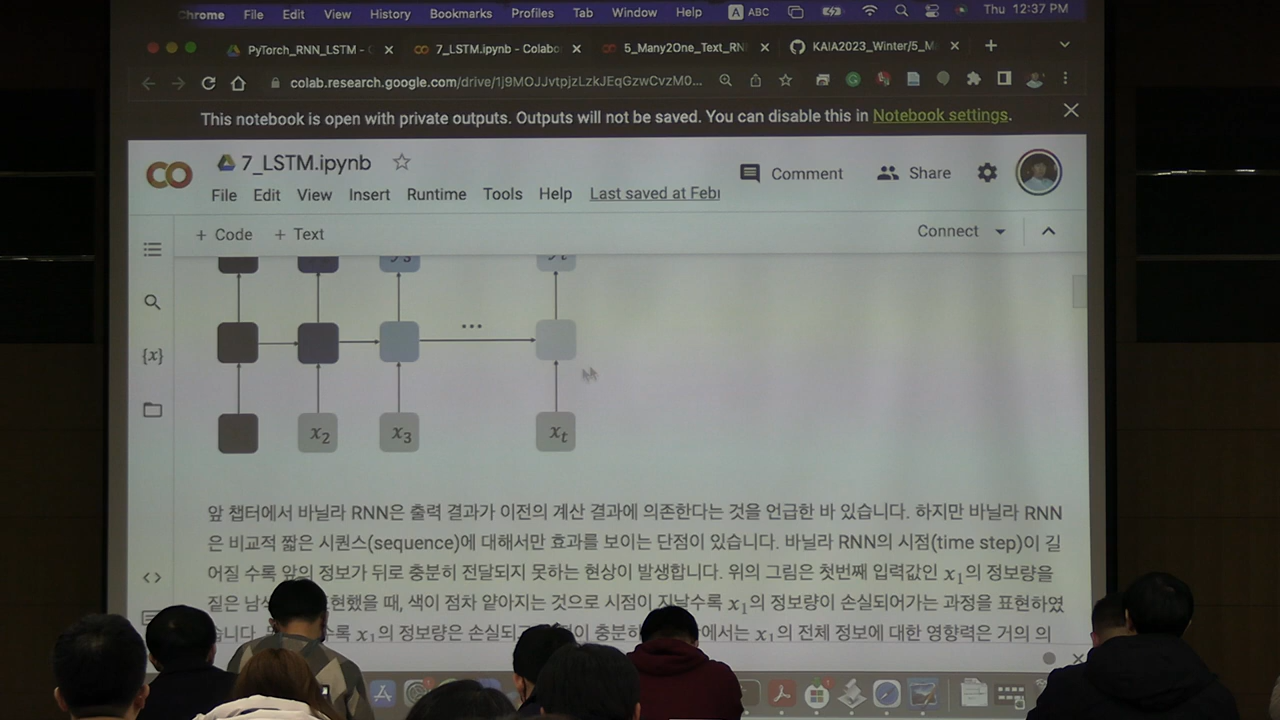 Chrome File Edit View History Bookmarks Profiles Tab Window Help A ABC Thu 12:37 PM
PyTorch_RNN_LSTM - 7_LSTM.ipynb - Colabo 5_Many2One_Text_RN KAIA2023_Winter/5_M
colab.research.google.com/drive/1j9MOJJvtpjzLzkJEqGzwCvzM0...
This notebook is open with private outputs. Outputs will not be saved. You can disable this in Notebook settings.
7_LSTM.ipynb
Comment Share
File Edit View Insert Runtime Tools Help Last saved at Feb
+ Code + Text Connect
...
{x}
x2 x3 xt
앞 챕터에서 바닐라 RNN은 출력 결과가 이전의 계산 결과에 의존한다는 것을 언급한 바 있습니다. 하지만 바닐라 RNN
은 비교적 짧은 시퀀스(sequence)에 대해서만 효과를 보이는 단점이 있습니다. 바닐라 RNN의 시점(time step)이 길
어질 수록 앞의 정보가 뒤로 충분히 전달되지 못하는 현상이 발생합니다. 위의 그림은 첫번째 입력값인 x1의 정보량을
짙은 남색 현했을 때, 색이 점차 얕아지는 것으로 시점이 지날수록 x1의 정보량이 손실되어가는 과정을 표현하였
습니다. 수록 x1의 정보량은 손실되고 충분히 에서는 x1의 전체 정보에 대한 영향력은 거의 의